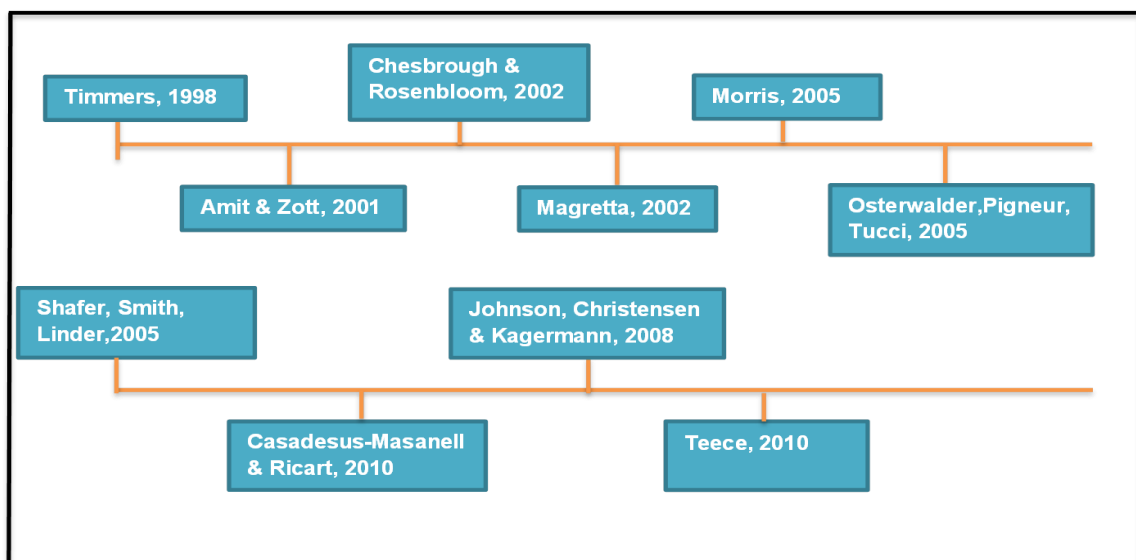 Timmers, 1998
Chesbrough &
Rosenbloom, 2002
Morris, 2005
Amit & Zott, 2001
Magretta, 2002
Osterwalder,Pigneur,
Tucci, 2005
Shafer, Smith,
Linder,2005
Johnson, Christensen
& Kagermann, 2008
Casadesus-Masanell
& Ricart, 2010
Teece, 2010